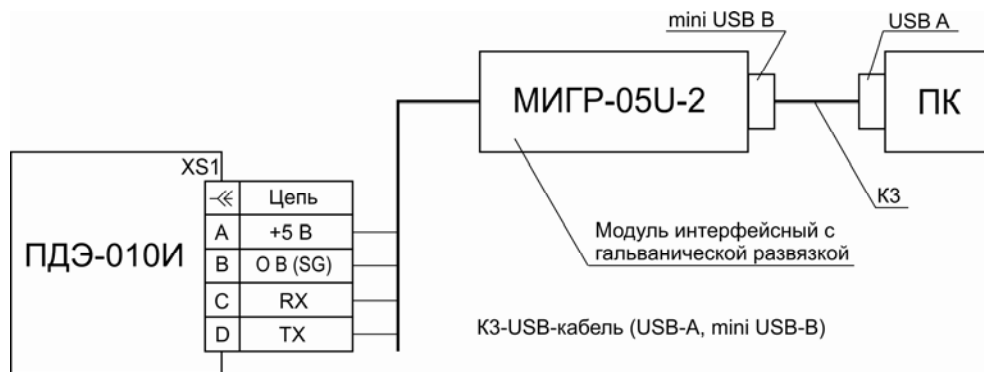 mini USB B
USB A
МИГР-05U-2
ПК
XS1
Цепь
ПДЭ-010И
A
+5 В
B
О В (SG)
C
RX
D
TX
К3
Модуль интерфейсный с
гальванической развязкой
К3-USB-кабель (USB-A, mini USB-B)